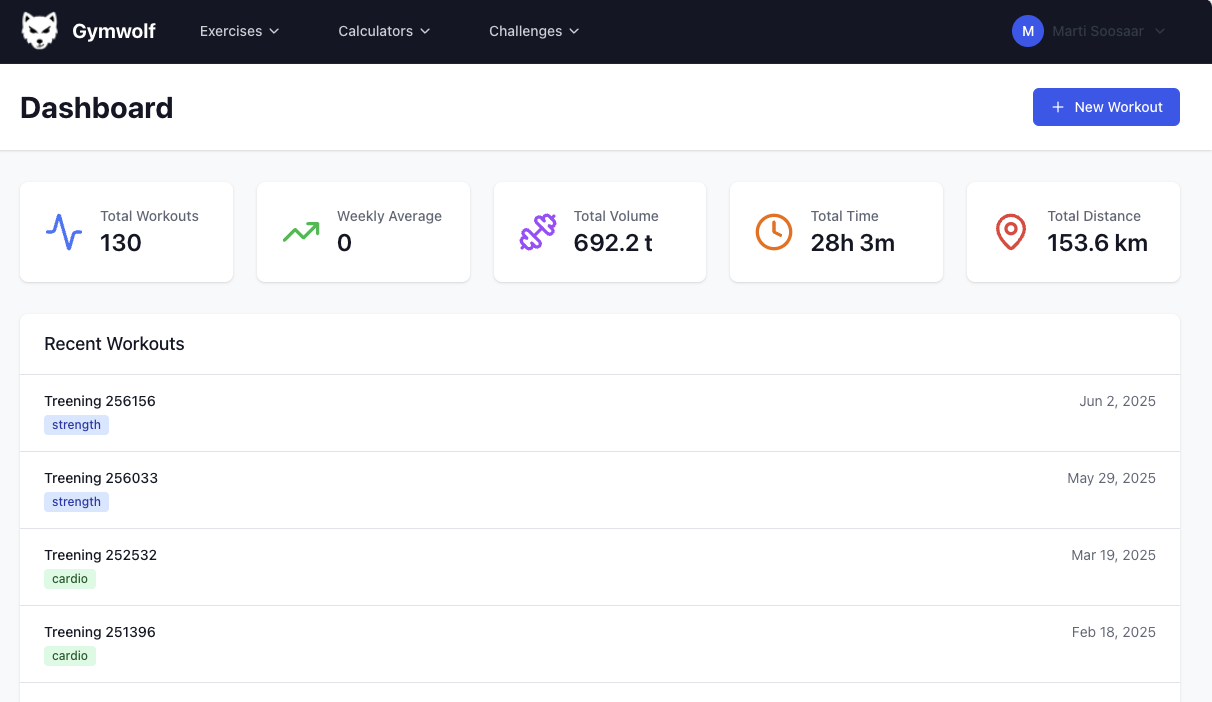 Gymwolf
Exercises
Calculators
Challenges
M
Marti Soosaar
Dashboard
New Workout
Total Workouts
130
Weekly Average
0
Total Volume
692.2 t
Total Time
28h 3m
Total Distance
153.6 km
Recent Workouts
Treening 256156
Jun 2, 2025
strength
Treening 256033
May 29, 2025
strength
Treening 252532
Mar 19, 2025
cardio
Treening 251396
Feb 18, 2025
cardio